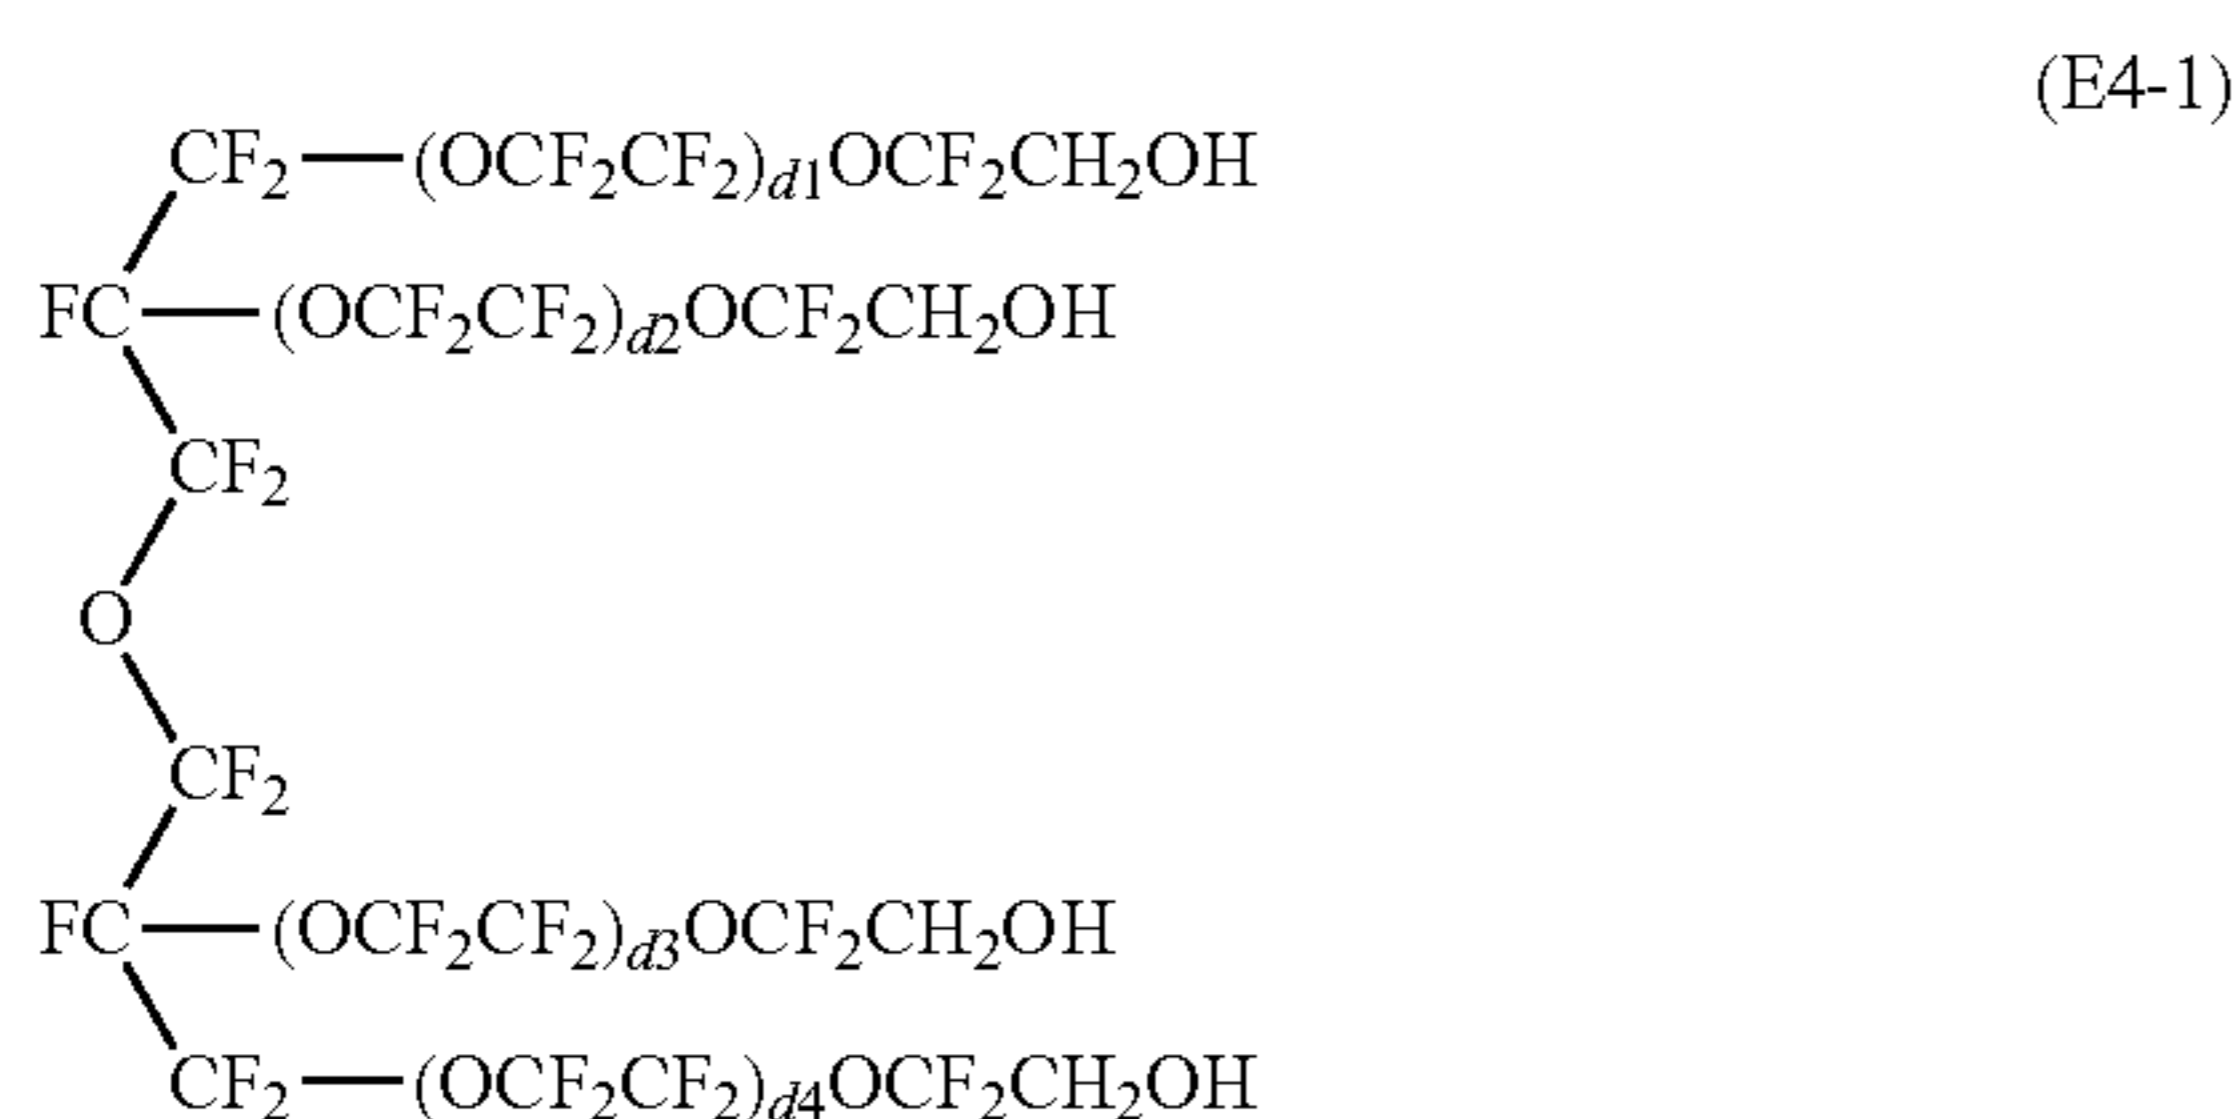 (E4-1)
CF₂—(OCF₂CF₂)d1OCF₂CH₂OH
FC—(OCF₂CF₂)d2OCF₂CH₂OH
CF₂
O
CF₂
FC—(OCF₂CF₂)d3OCF₂CH₂OH
CF₂—(OCF₂CF₂)d4OCF₂CH₂OH